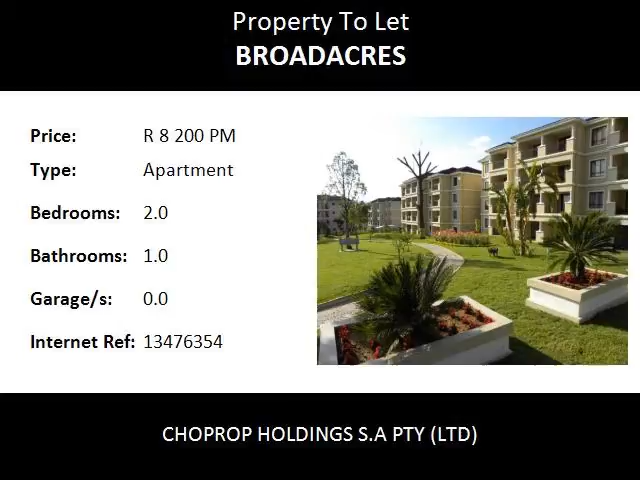 Property To Let
BROADACRES
Price: R 8 200 PM
Type: Apartment
Bedrooms: 2.0
Bathrooms: 1.0
Garage/s: 0.0
Internet Ref: 13476354
CHOPROP HOLDINGS S.A PTY (LTD)